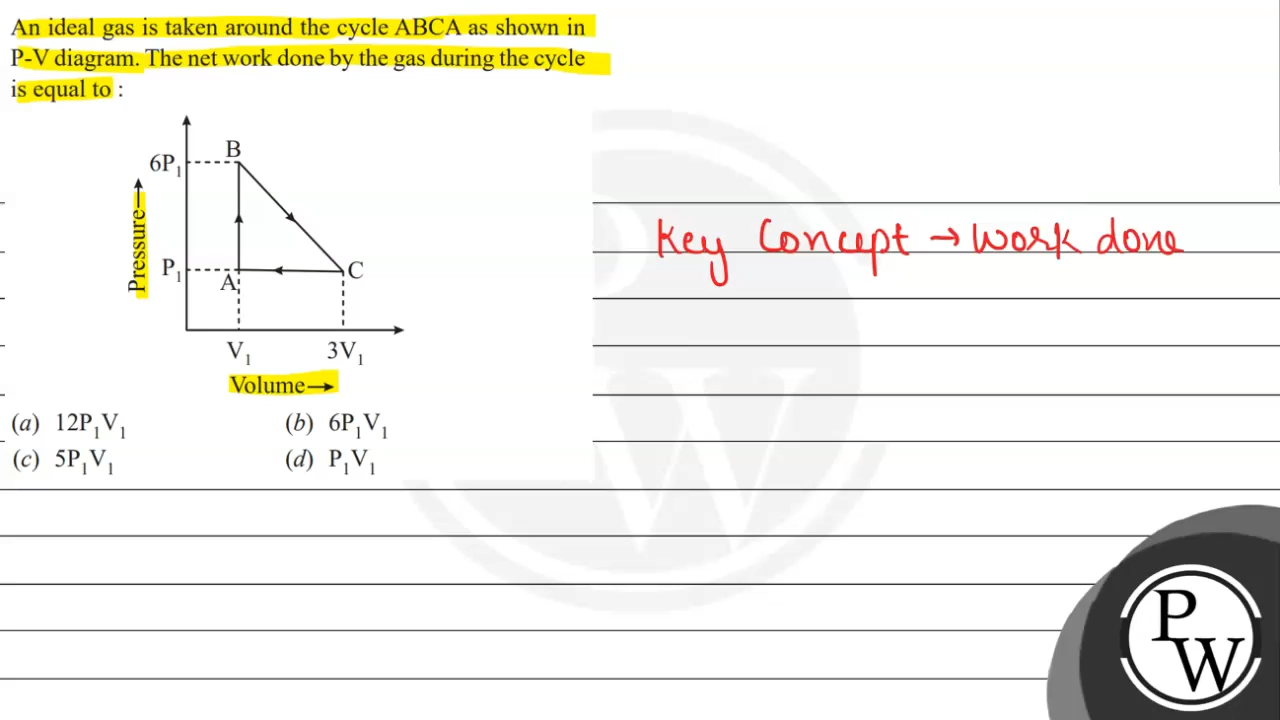 An ideal gas is taken around the cycle ABCA as shown in
P-V diagram. The net work done by the gas during the cycle
is equal to :
6P₁
B
Pressure→
P₁
A
C
V₁
3V₁
Volume→
(a) 12P₁V₁
(b) 6P₁V₁
(c) 5P₁V₁
(d) P₁V₁
Key Concept → Work done
W
P
W